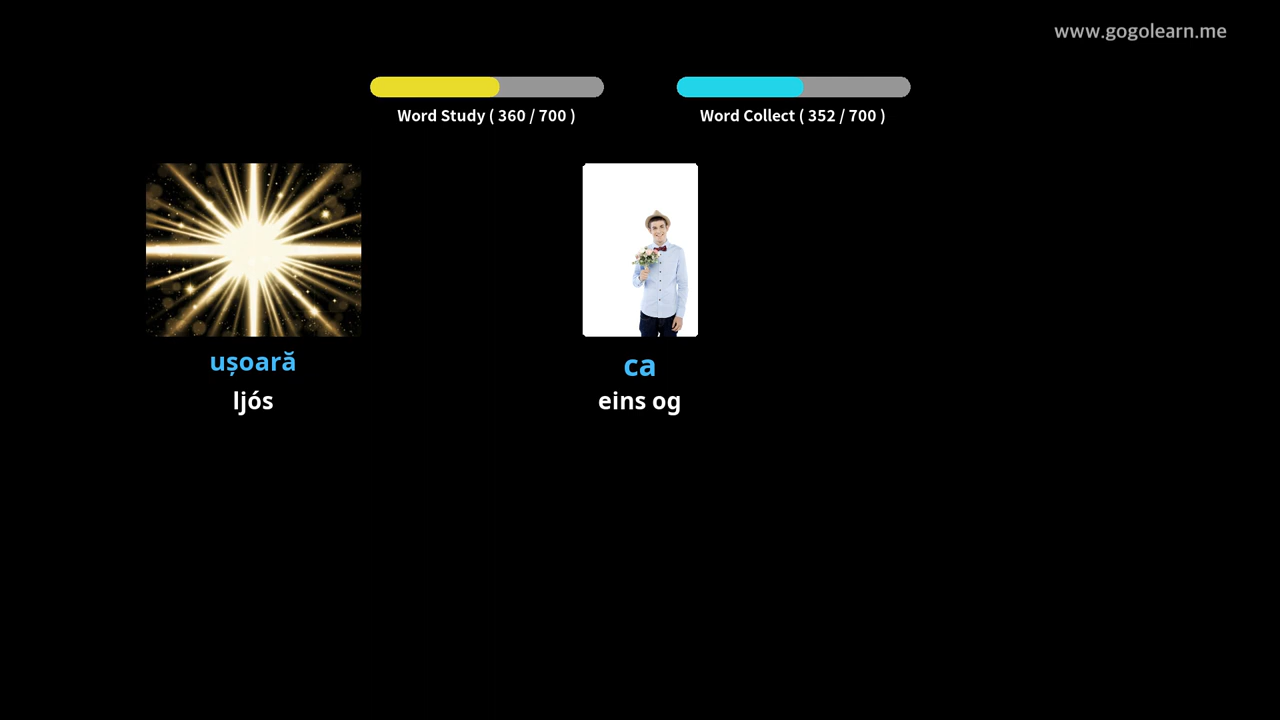 www.gogolearn.me
Word Study ( 360 / 700 )
Word Collect ( 352 / 700 )
ușoară
ljós
ca
eins og